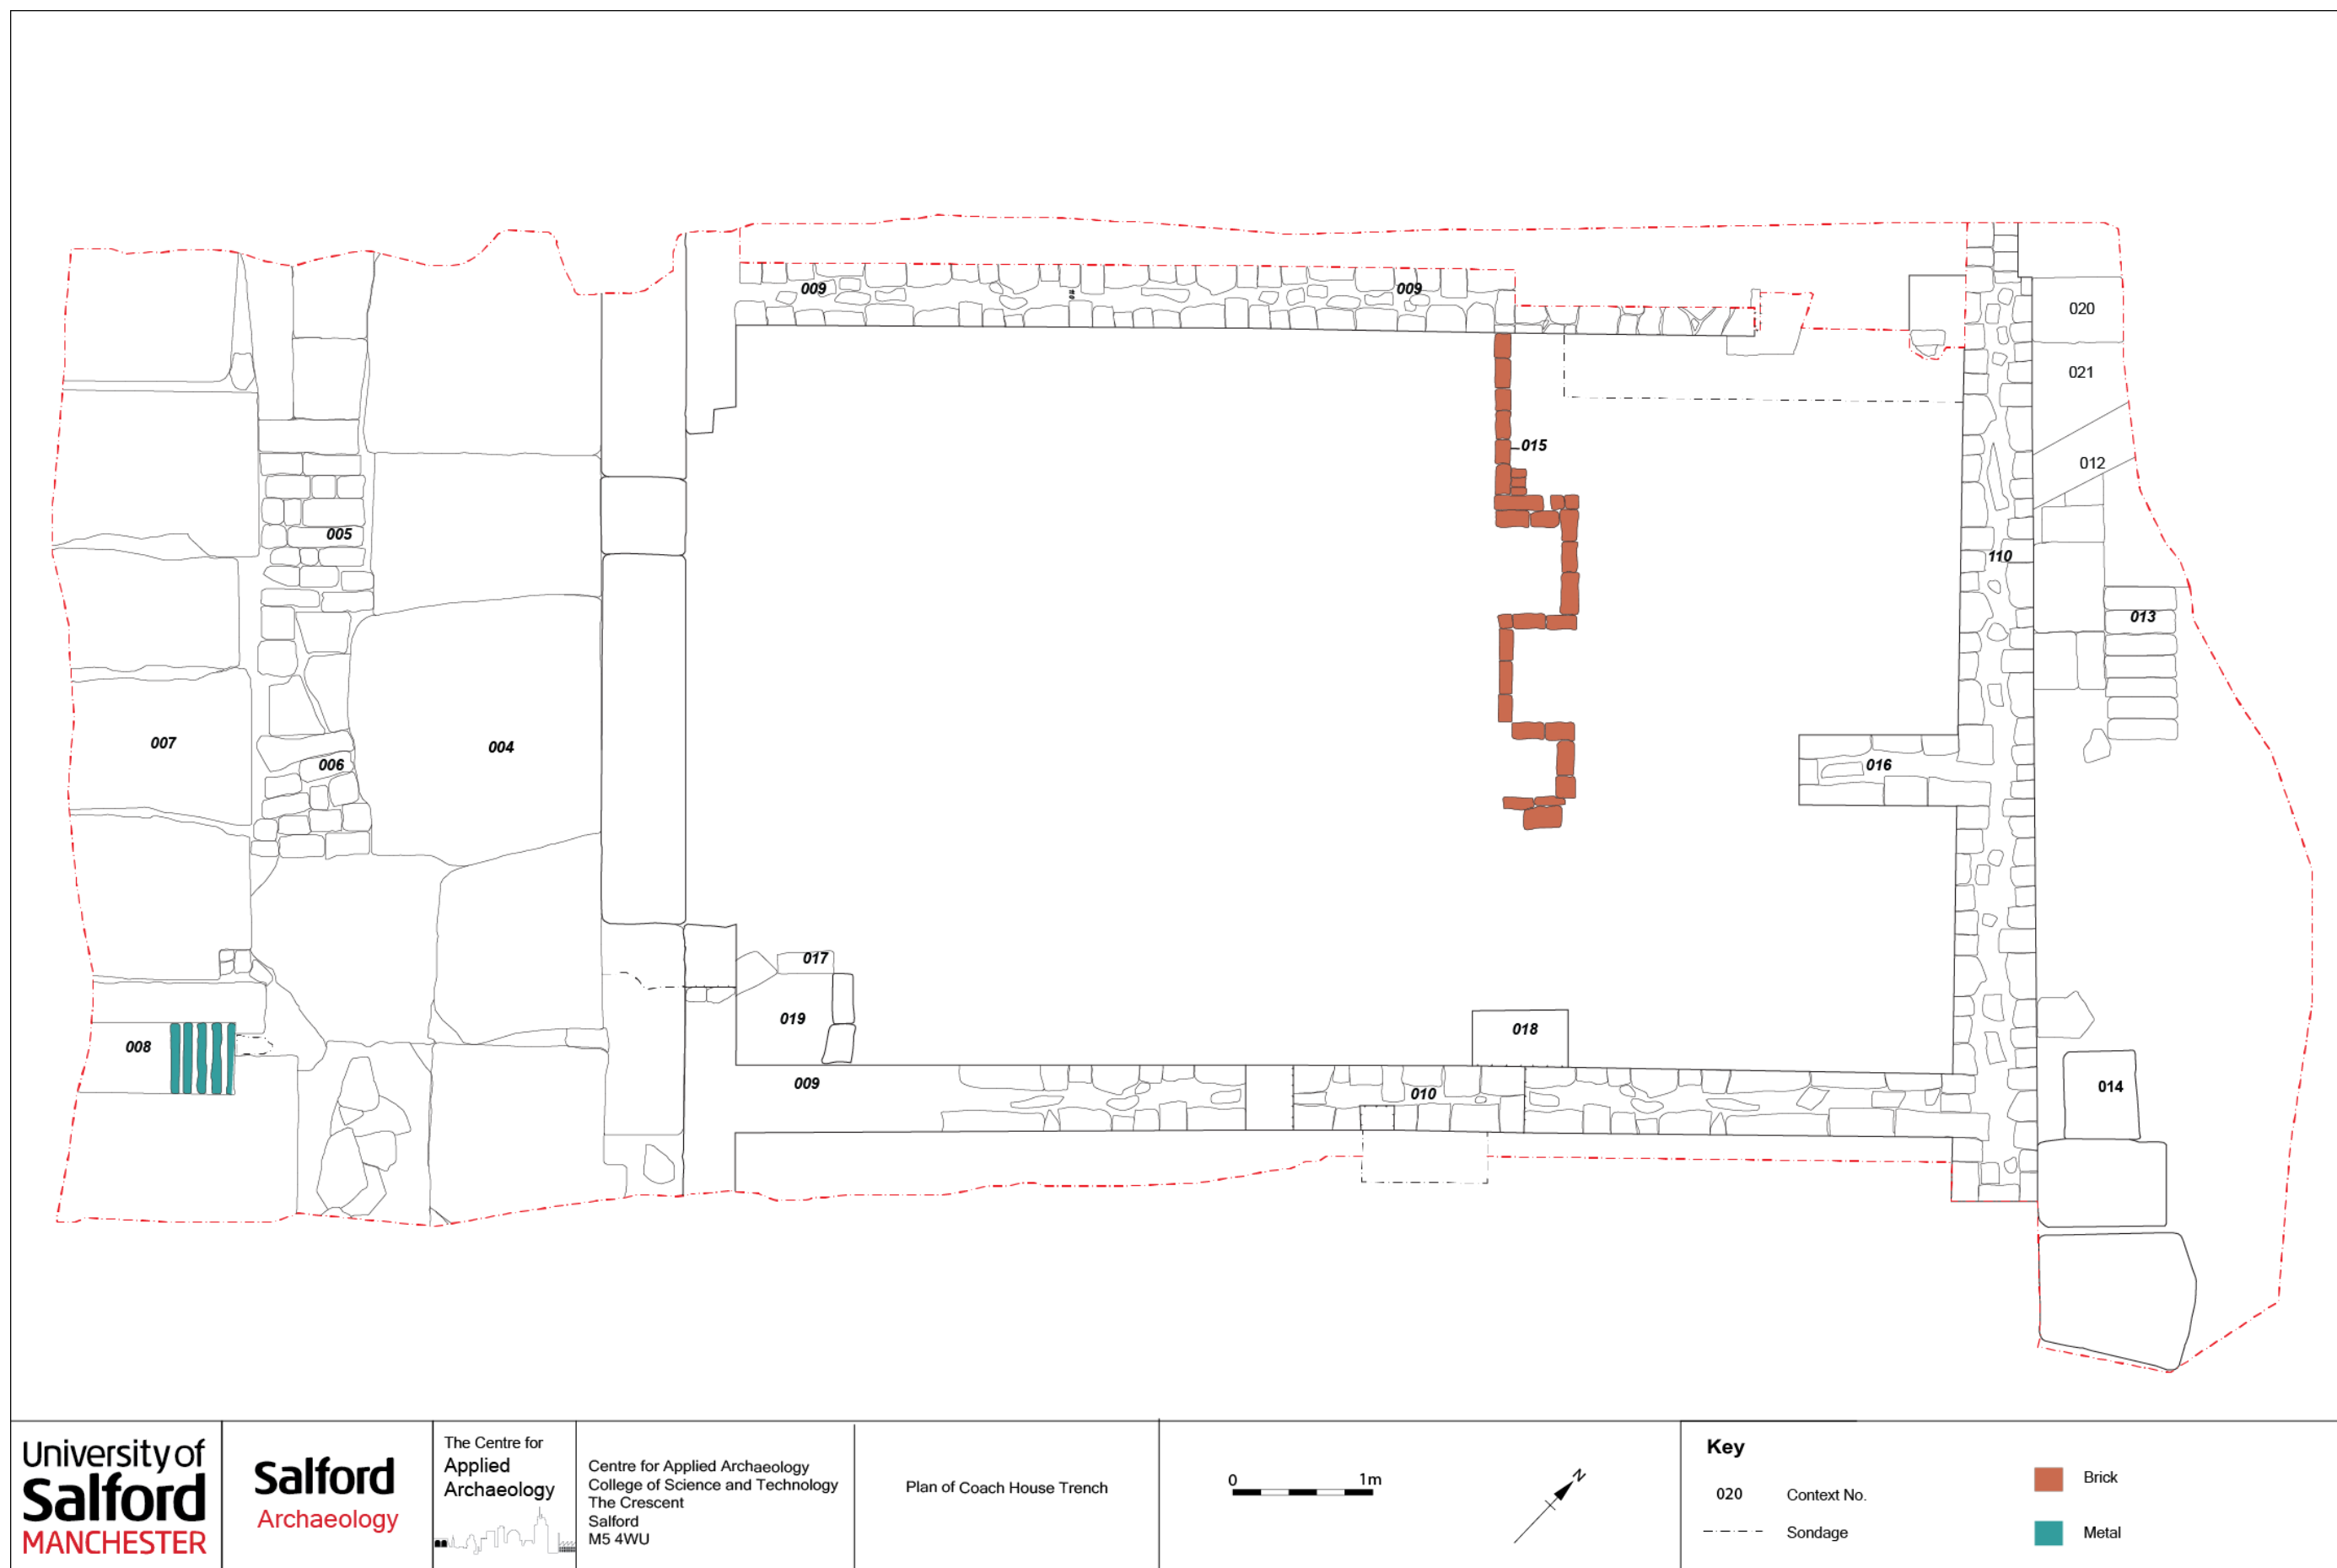 009
009
020
021
015
012
005
110
013
007
004
006
016
017
019
018
008
009
010
014
University of
Salford
MANCHESTER
Salford
Archaeology
The Centre for
Applied
Archaeology
Centre for Applied Archaeology
College of Science and Technology
The Crescent
Salford
M5 4WU
Plan of Coach House Trench
0 1m
N
Key
020 Context No.
Sondage
Brick
Metal